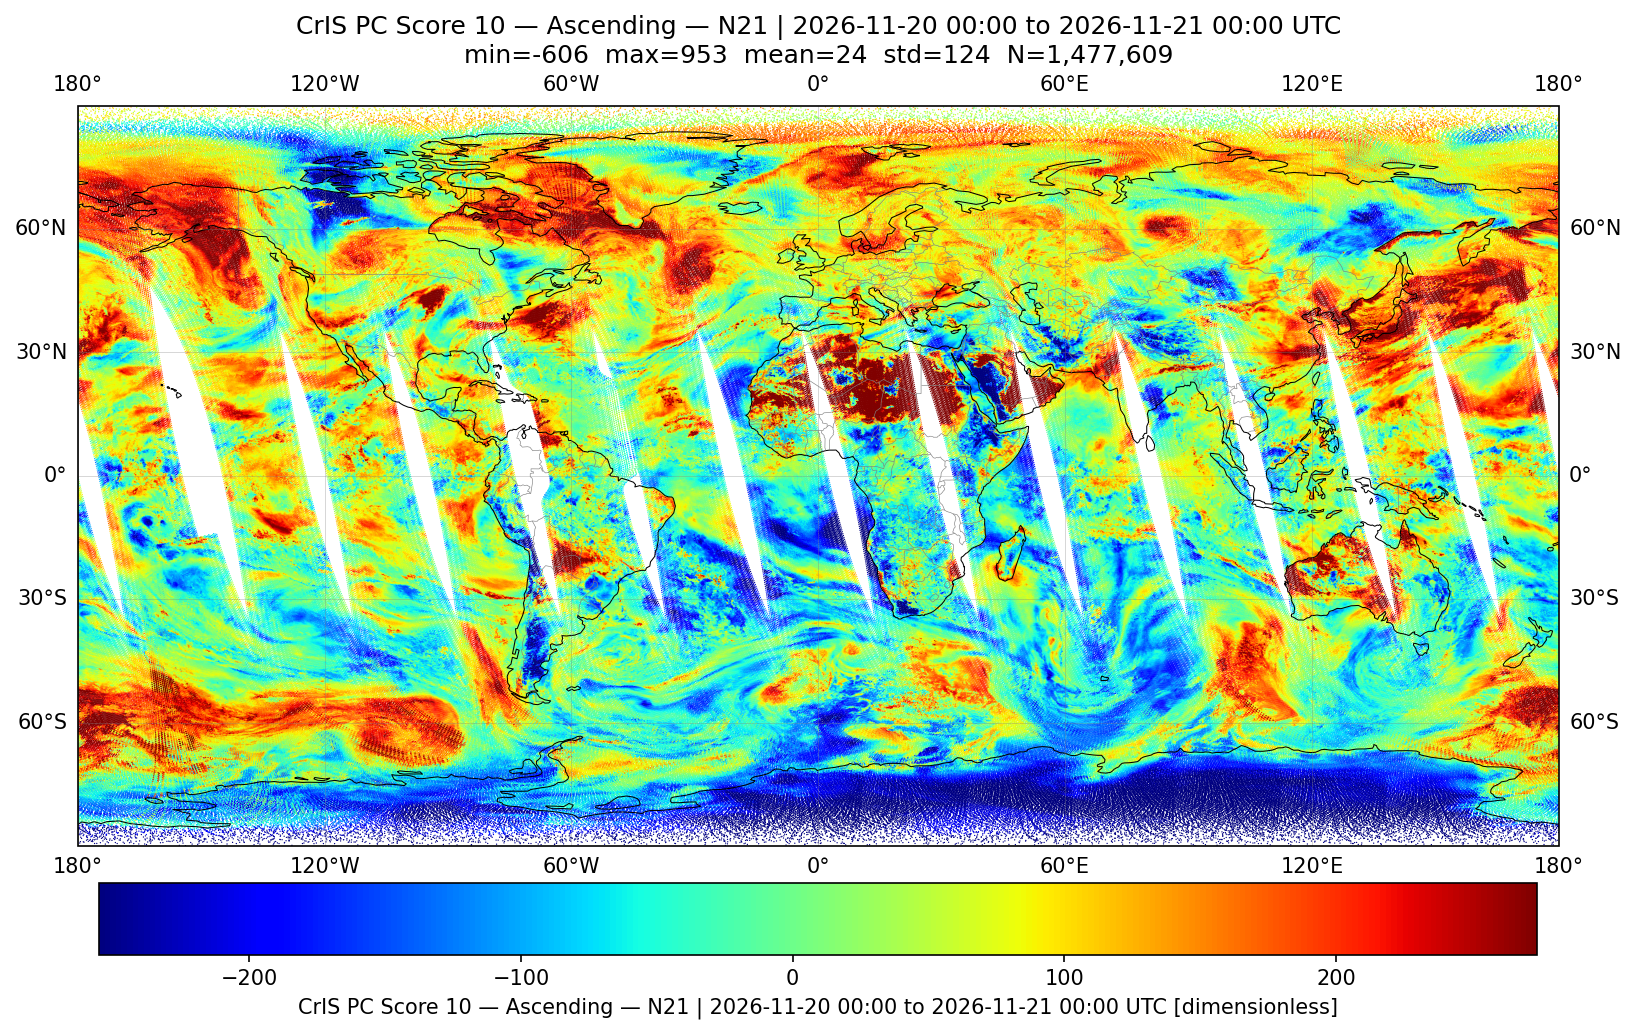 CrIS PC Score 10 — Ascending — N21 | 2026-11-20 00:00 to 2026-11-21 00:00 UTC
min=-606  max=953  mean=24  std=124  N=1,477,609
180° 120°W 60°W 0° 60°E 120°E 180°
60°N 60°N
30°N 30°N
0° 0°
30°S 30°S
60°S 60°S
180° 120°W 60°W 0° 60°E 120°E 180°
−200 −100 0 100 200
CrIS PC Score 10 — Ascending — N21 | 2026-11-20 00:00 to 2026-11-21 00:00 UTC [dimensionless]